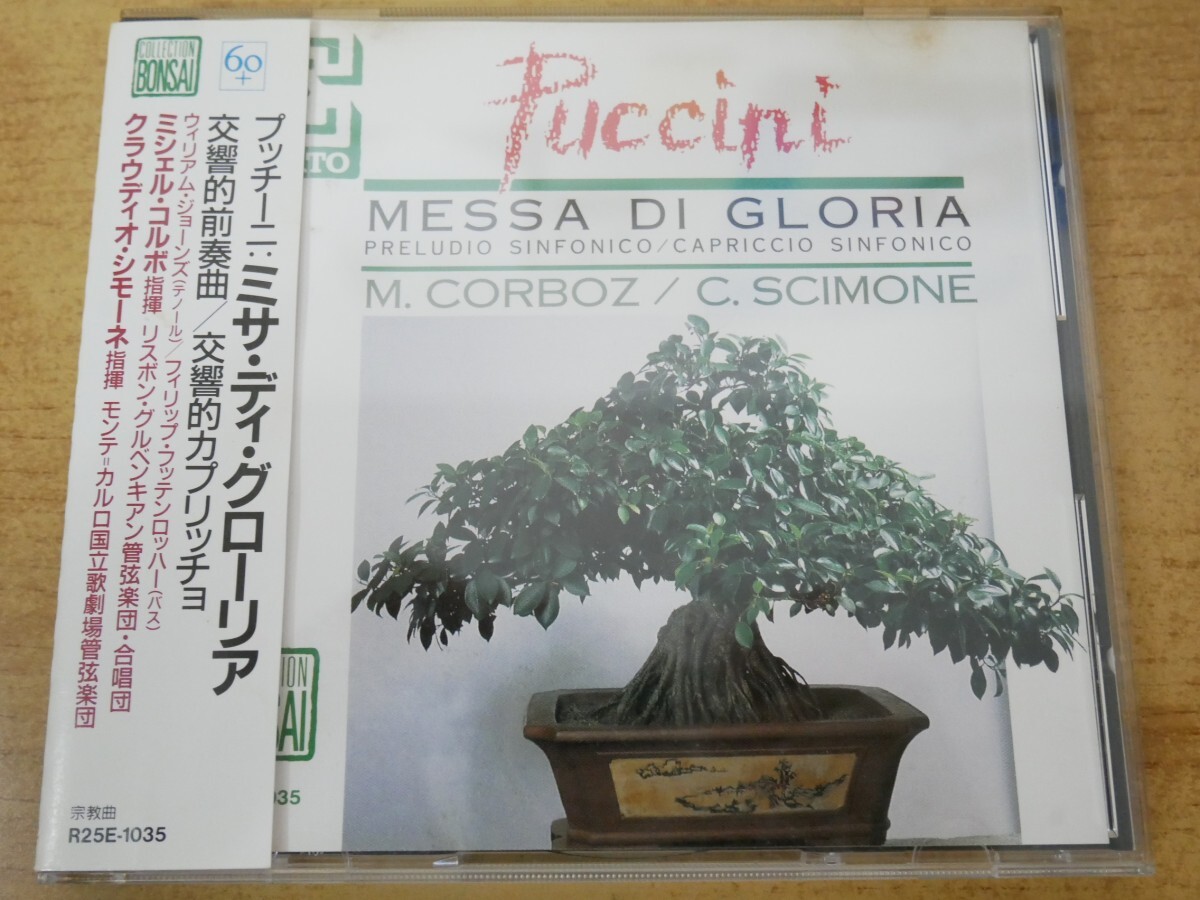 COLLECTION
BONSAI
60+
プッチーニ:ミサ・ディ・グローリア
交響的前奏曲/交響的カプリッチョ
ウィリアム・ジョーンズ(テノール)/フィリップ・フッテンロッハー(バス)
ミシェル・コルボ指揮 リスボン・グルベンキアン管弦楽団・合唱団
クラウディオ・シモーネ指揮 モンテ=カルロ国立歌劇場管弦楽団
宗教曲
R25E-1035
Puccini
MESSA DI GLORIA
PRELUDIO SINFONICO/CAPRICCIO SINFONICO
M. CORBOZ / C. SCIMONE